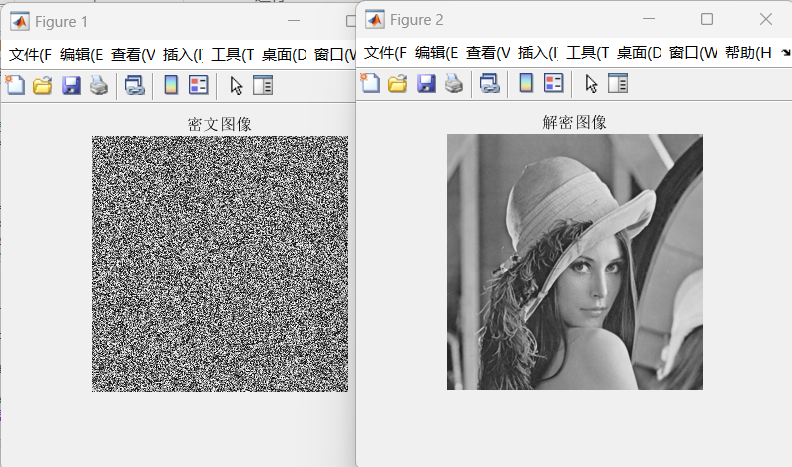 Figure 1
文件(F 编辑(E 查看(V 插入(I 工具(T 桌面(D 窗口(W
密文图像
Figure 2
文件(F 编辑(E 查看(V 插入(I 工具(T 桌面(D 窗口(W 帮助(H
解密图像